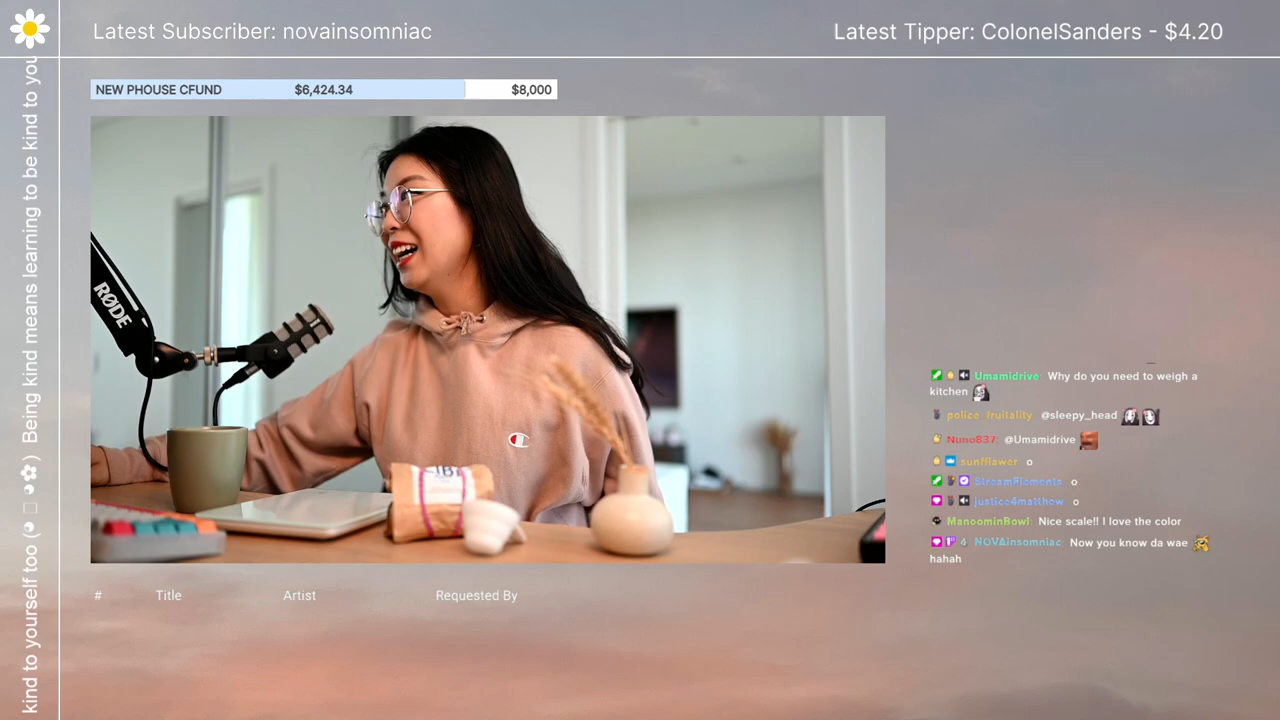 Latest Subscriber: novainsomniac
Latest Tipper: ColonelSanders - $4.20
kind to yourself too (◕ □ ◕✿ ) Being kind means learning to be kind to you
NEW PHOUSE CFUND $6,424.34 $8,000
RØDE
Umamidrive: Why do you need to weigh a
kitchen
police_fruitality @sleepy_head
Nuno837: @Umamidrive
sunfflawer o
StreamElements o
justice4matthew o
ManoominBowl: Nice scale!! I love the color
NOVAinsomniac Now you know da wae
hahah
# Title Artist Requested By